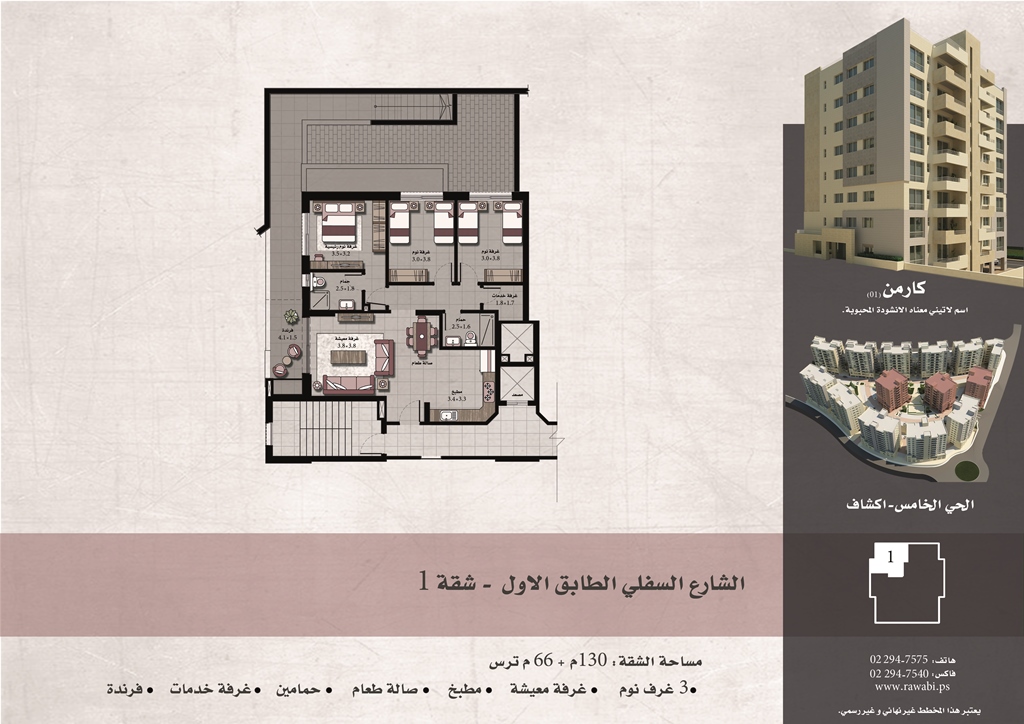 غرفة نوم رئيسية
3.5×3.2
غرفة نوم
3.0×3.8
غرفة نوم
3.0×3.8
حمام
2.5×1.8
غرفة خدمات
1.8×1.7
فرندة
4.1×1.5
غرفة معيشة
3.8×3.8
حمام
2.5×1.6
صالة طعام
مطبخ
3.4×3.3
مصعد
كارمن (01)
اسم لاتيني معناه الانشودة المحبوبة.
الحي الخامس-اكشاف
1
الشارع السفلي الطابق الاول - شقة 1
مساحة الشقة: 130م + 66 م ترس
•3 غرف نوم • غرفة معيشة • مطبخ • صالة طعام • حمامين •غرفة خدمات • فرندة
هاتف: 02 294-7575
فاكس: 02 294-7540
www.rawabi.ps
يعتبر هذا المخطط غير نهائي و غير رسمي.